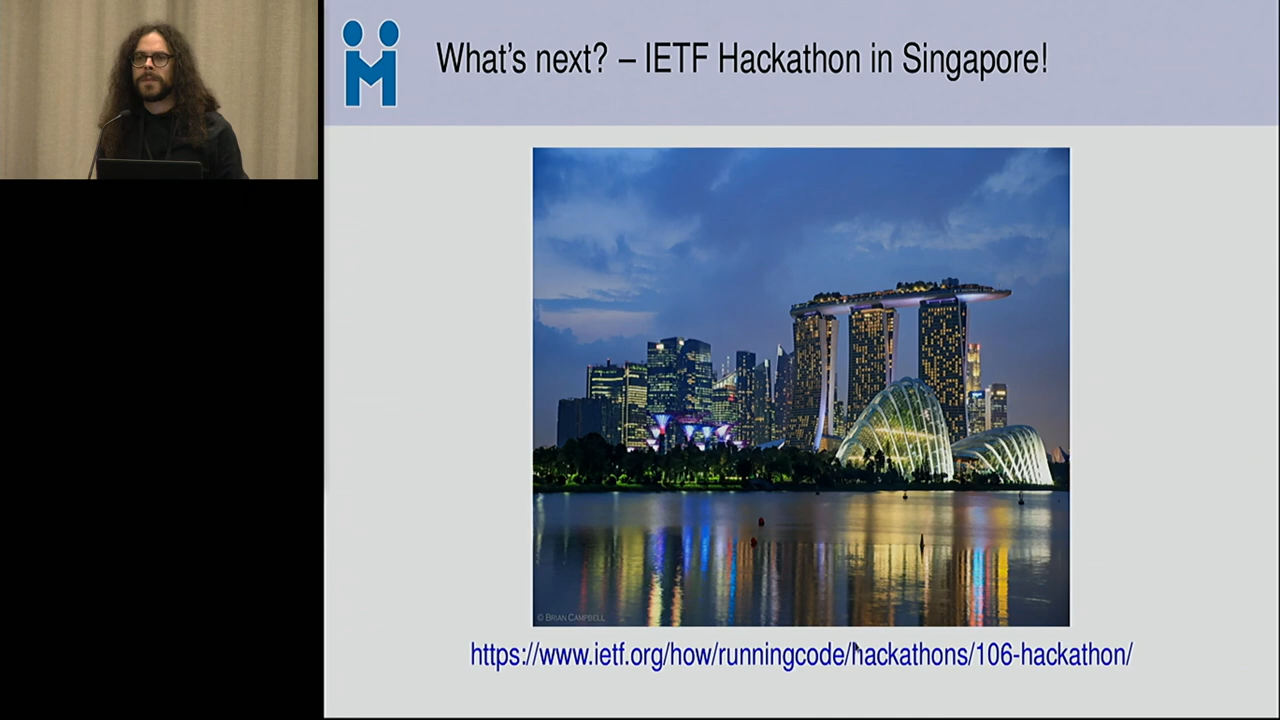 What's next? – IETF Hackathon in Singapore!
© BRIAN CAMPBELL
https://www.ietf.org/how/runningcode/hackathons/106-hackathon/